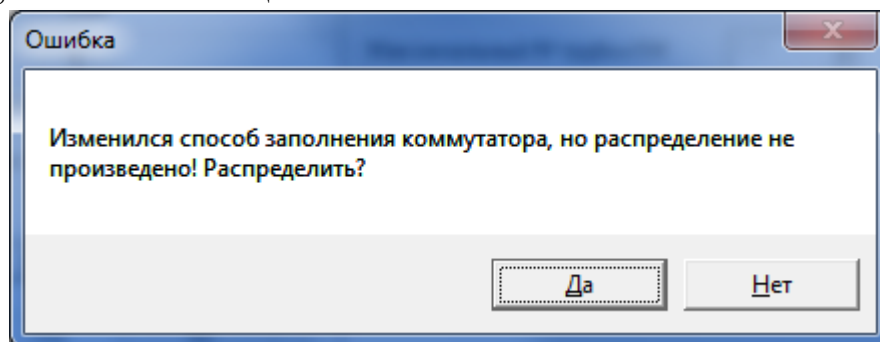 Ошибка
Изменился способ заполнения коммутатора, но распределение не
произведено! Распределить?
Да
Нет